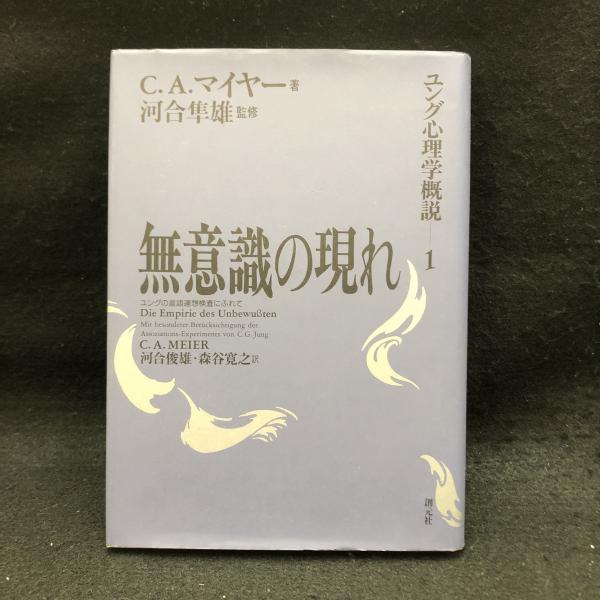 C. A. マイヤー 著
河合隼雄 監修
ユング心理学概説―1
無意識の現れ
ユングの言語連想検査にふれて
Die Empirie des Unbewußten
Mit besonderer Berücksichtigung der
Assoziations-Experimentes von C. G. Jung
C. A. MEIER
河合俊雄・森谷寛之 訳
創元社